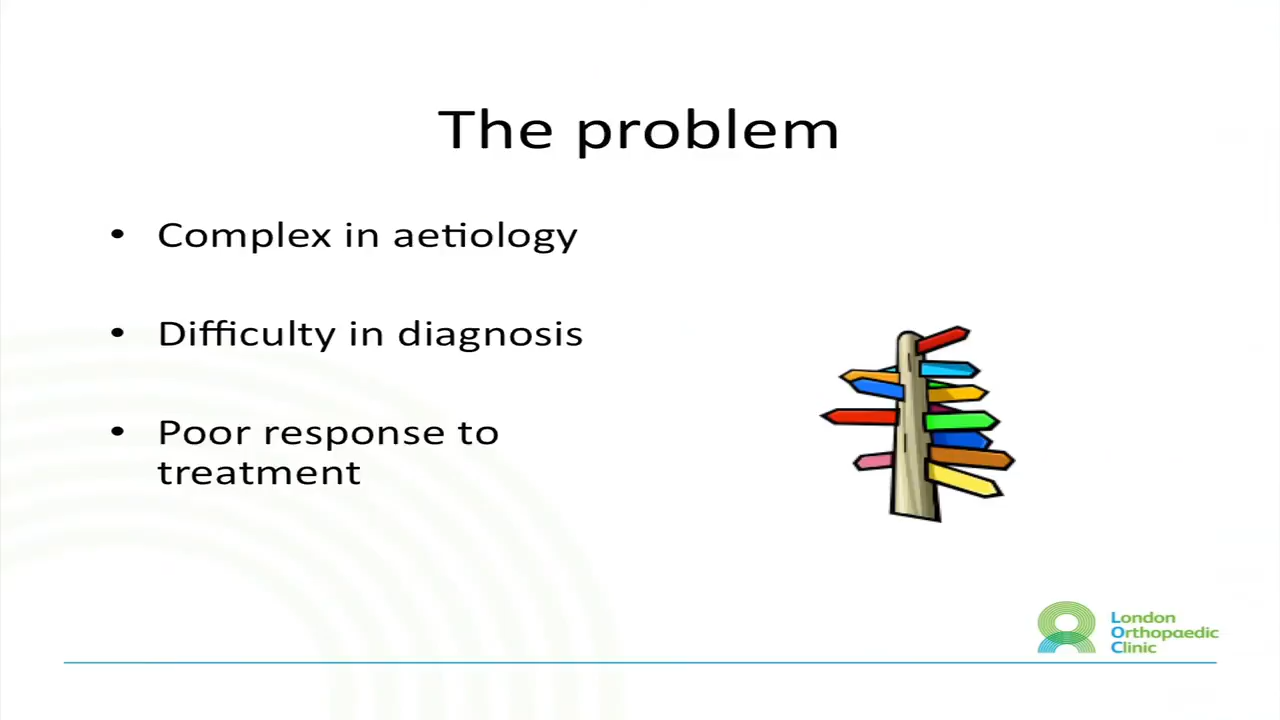 The problem
• Complex in aetiology
• Difficulty in diagnosis
• Poor response to
treatment
London
Orthopaedic
Clinic